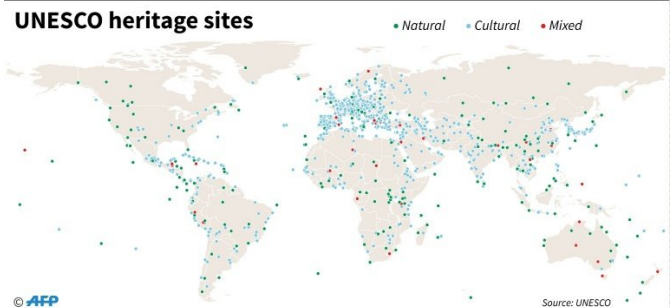 UNESCO heritage sites
Natural Cultural Mixed
© AFP
Source: UNESCO